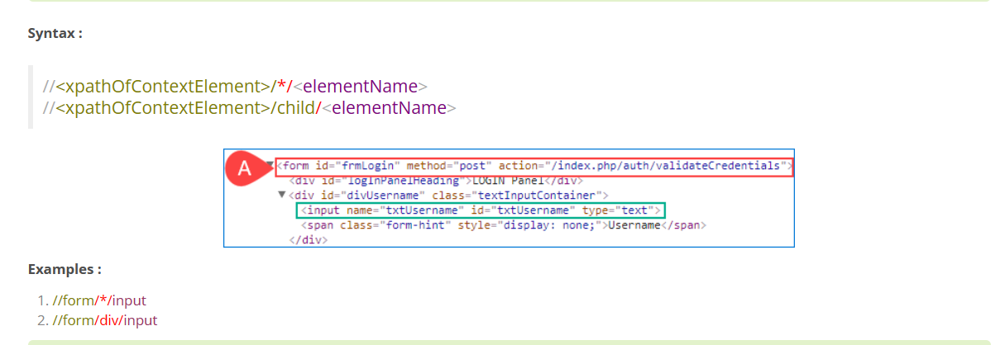 Syntax :
//<xpathOfContextElement>/*/<elementName>
//<xpathOfContextElement>/child/<elementName>
A
▼<form id="frmLogin" method="post" action="/index.php/auth/validateCredentials">
<div id="logInPanelHeading">LOGIN Panel</div>
▼<div id="divUsername" class="textInputContainer">
<input name="txtUsername" id="txtUsername" type="text">
<span class="form-hint" style="display: none;">Username</span>
</div>
Examples :
1. //form/*/input
2. //form/div/input